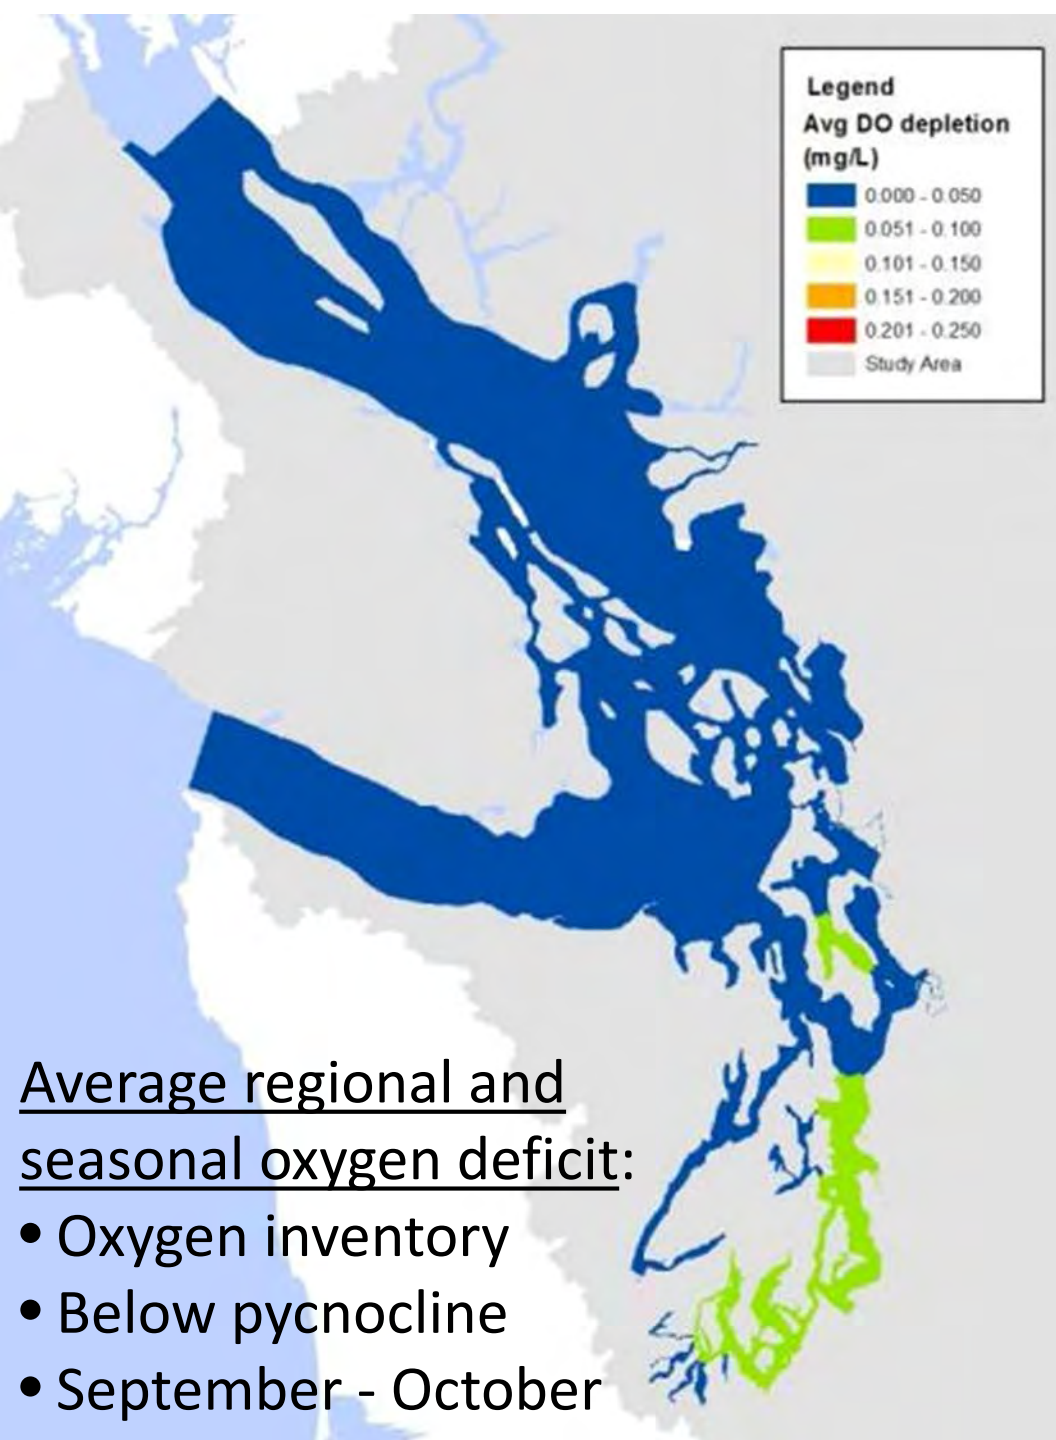 Legend
Avg DO depletion
(mg/L)
0.000 - 0.050
0.051 - 0.100
0.101 - 0.150
0.151 - 0.200
0.201 - 0.250
Study Area
Average regional and
seasonal oxygen deficit:
• Oxygen inventory
• Below pycnocline
• September - October